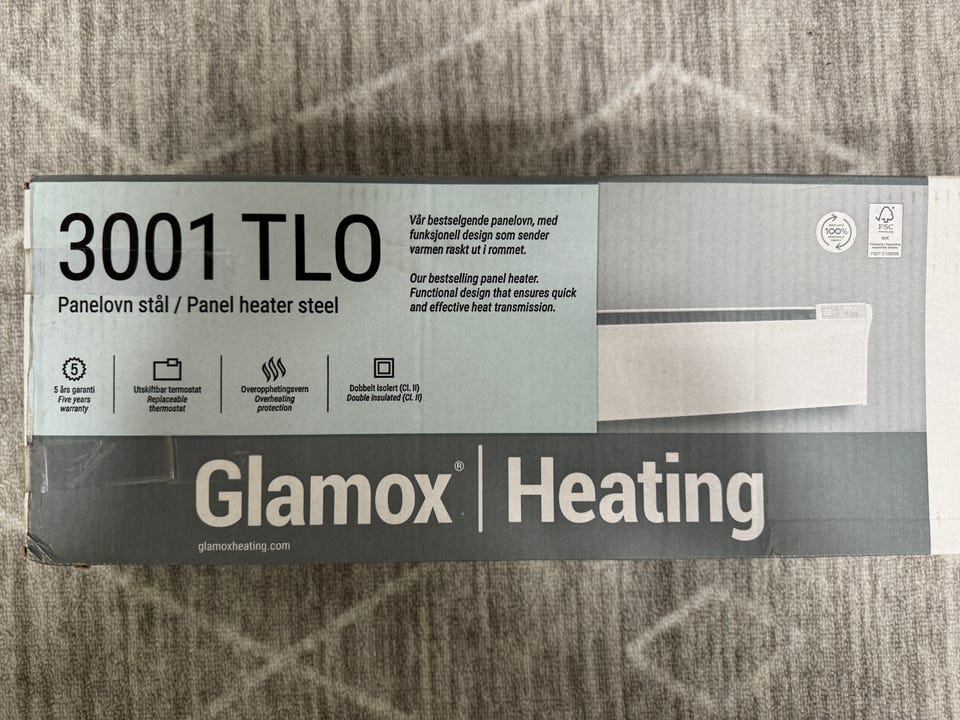 3001 TLO
Panelovn stål / Panel heater steel
Vår bestselgende panelovn, med
funksjonell design som sender
varmen raskt ut i rommet.
Our bestselling panel heater.
Functional design that ensures quick
and effective heat transmission.
5
5 års garanti
Five years
warranty
Utskiftbar termostat
Replaceable
thermostat
Overopphetingsvern
Overheating
protection
Dobbelt Isolert (Cl. II)
Double insulated (Cl. II)
100%
FSC
MIX
Glamox® | Heating
glamoxheating.com